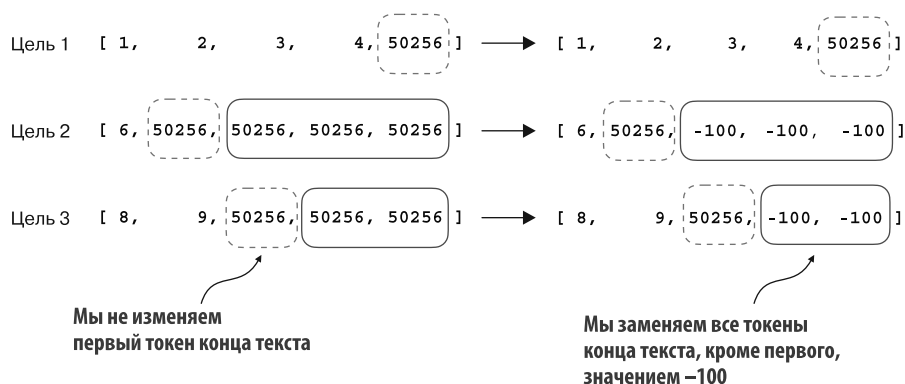 Цель 1 [ 1, 2, 3, 4, 50256 ] [ 1, 2, 3, 4, 50256 ]
Цель 2 [ 6, 50256, 50256, 50256, 50256 ] [ 6, 50256, -100, -100, -100 ]
Цель 3 [ 8, 9, 50256, 50256, 50256 ] [ 8, 9, 50256, -100, -100 ]
Мы не изменяем
первый токен конца текста
Мы заменяем все токены
конца текста, кроме первого,
значением –100